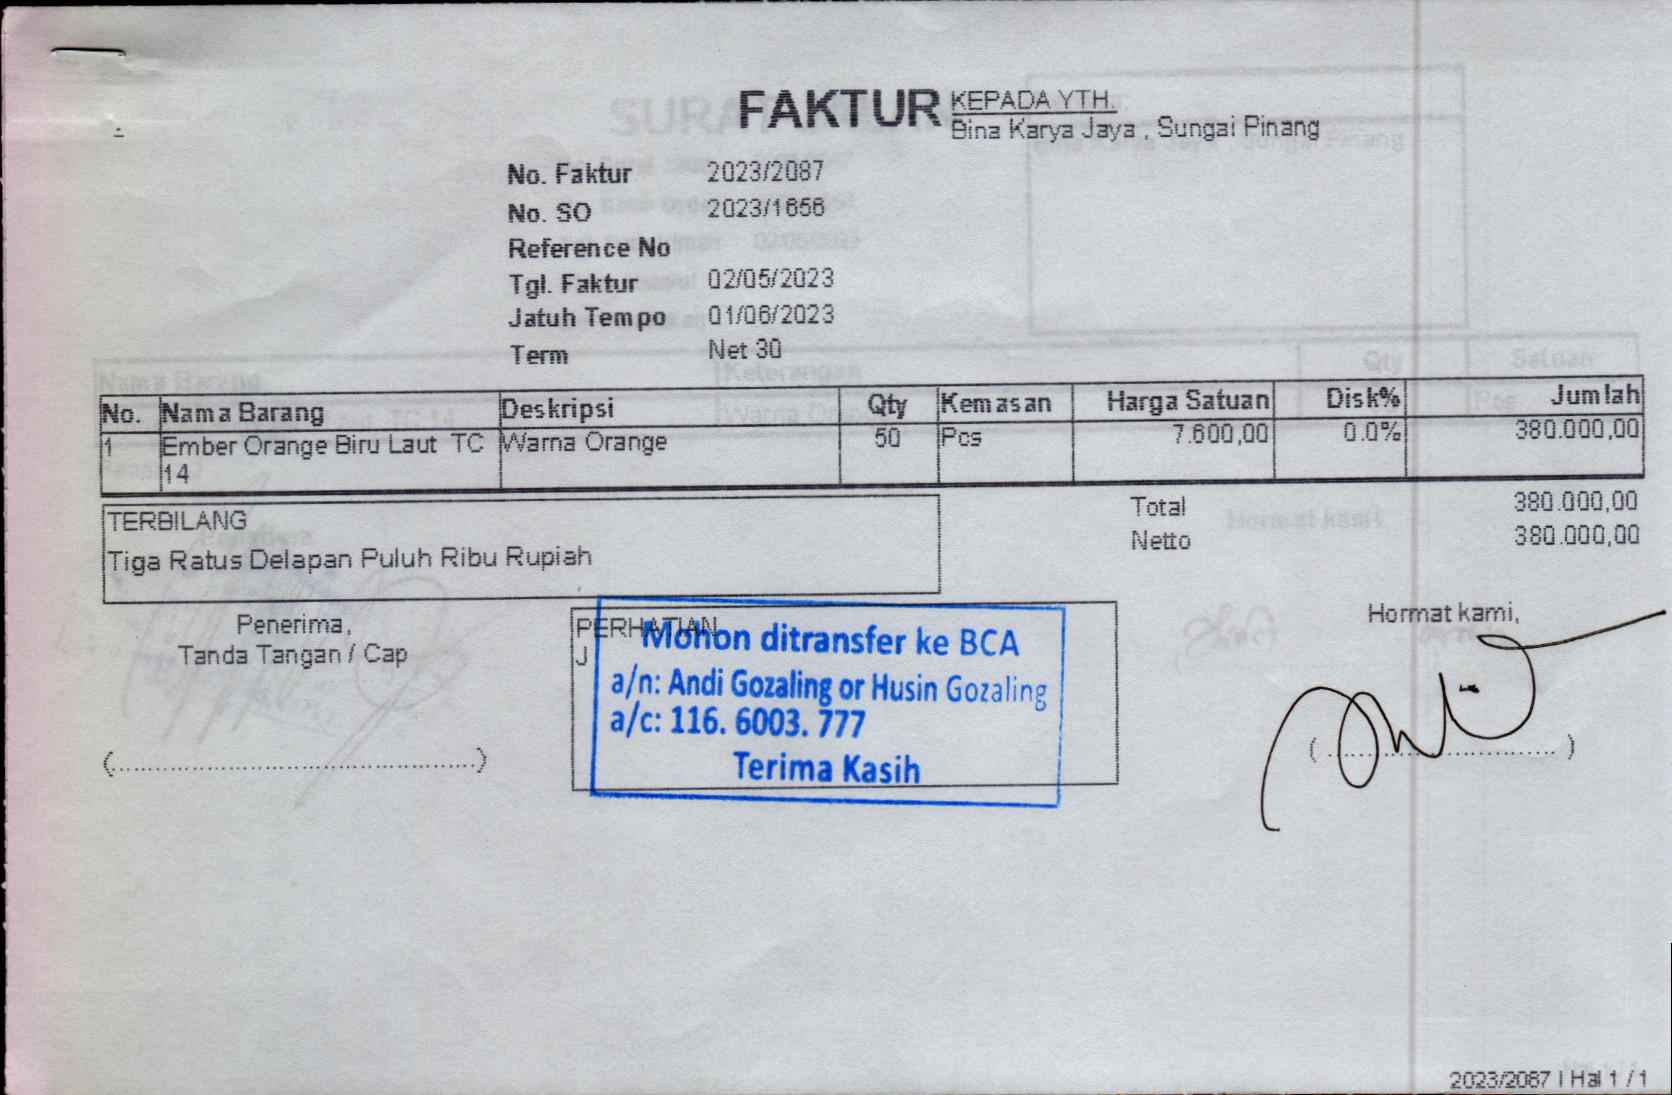 FAKTUR
KEPADA YTH.
Bina Karya Jaya , Sungai Pinang
No. Faktur 2023/2087
No. SO 2023/1656
Reference No
Tgl. Faktur 02/05/2023
Jatuh Tempo 01/06/2023
Term Net 30
No. Nama Barang Deskripsi Qty Kemasan Harga Satuan Disk% Jumlah
1 Ember Orange Biru Laut TC Warna Orange 50 Pcs 7.600,00 0.0% 380.000,00
14
Total 380.000,00
Netto 380.000,00
TERBILANG
Tiga Ratus Delapan Puluh Ribu Rupiah
Penerima,
Tanda Tangan / Cap
(..................................................)
PERHATIAN
J
Mohon ditransfer ke BCA
a/n: Andi Gozaling or Husin Gozaling
a/c: 116. 6003. 777
Terima Kasih
Hormat kami,
2023/2087 | Hal 1 / 1